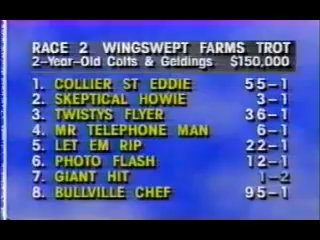 RACE 2 WINGSWEPT FARMS TROT
2-Year-Old Colts & Geldings $150,000
1. COLLIER ST EDDIE 55-1
2. SKEPTICAL HOWIE 3-1
3. TWISTYS FLYER 36-1
4. MR TELEPHONE MAN 6-1
5. LET EM RIP 22-1
6. PHOTO FLASH 12-1
7. GIANT HIT 1-2
8. BULLVILLE CHEF 95-1